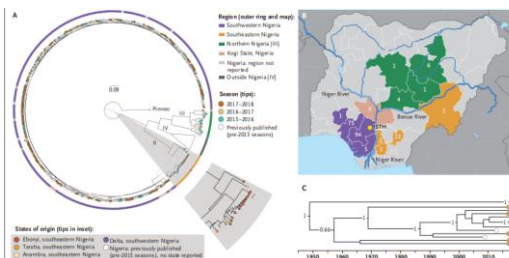 A
Region (outer ring and map):
Southwestern Nigeria
Southeastern Nigeria
Northern Nigeria [III]
Kogi State, Nigeria
Nigeria: region not
reported
Outside Nigeria [IV]
Season (tips):
2017–2018
2016–2017
2015–2016
Previously published
(pre-2015 seasons)
0.09
Pinneo
III
IV
II
States of origin (tips in inset):
Ebonyi, southeastern Nigeria
Taraba, southeastern Nigeria
Anambra, southeastern Nigeria
Delta, southwestern Nigeria
Nigeria: previously published
(pre-2015 seasons), no state reported
B
Niger River
Benue River
ISTH
Niger River
C
0.66
1950
1960
1970
1980
1990
2000
2010